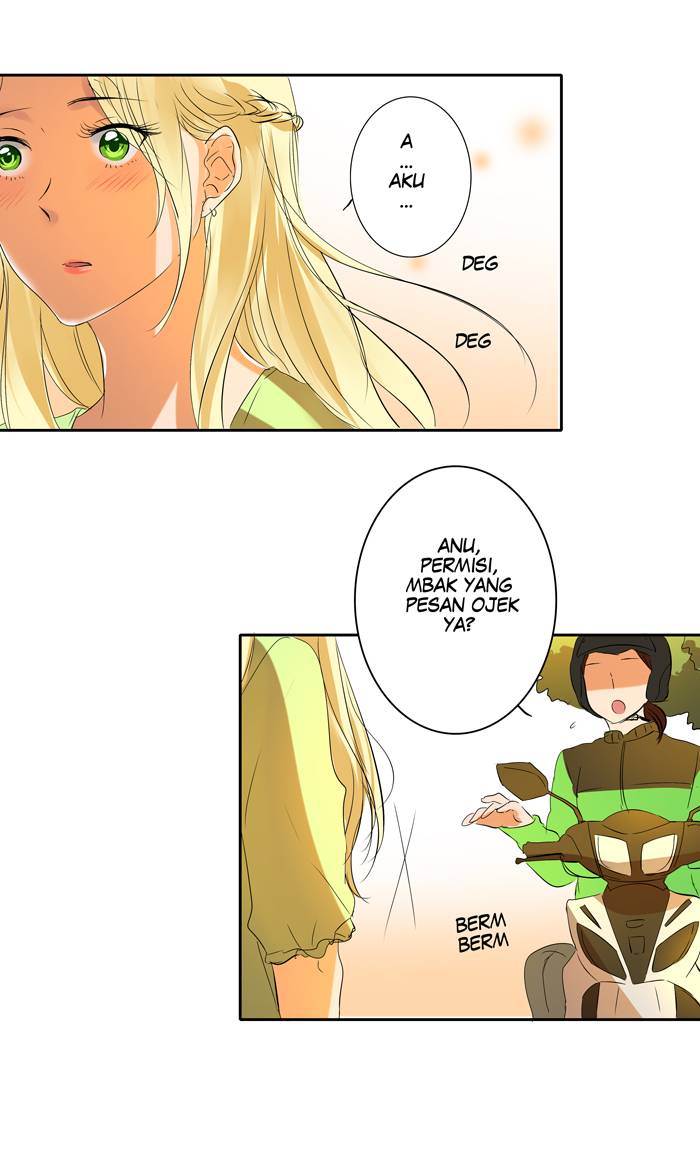 A
...
AKU
...
DEG
DEG
ANU,
PERMISI,
MBAK YANG
PESAN OJEK
YA?
BERM
BERM